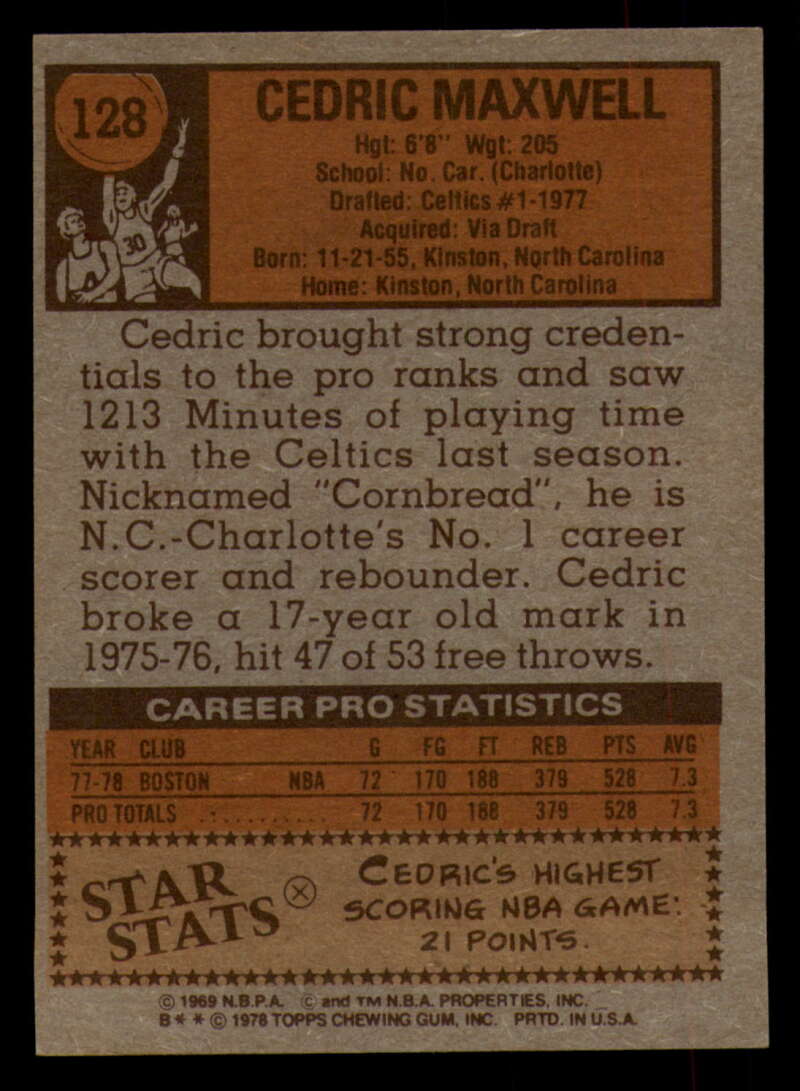 128
CEDRIC MAXWELL
Hgt: 6'8" Wgt: 205
School: No. Car. (Charlotte)
Drafted: Celtics #1-1977
Acquired: Via Draft
Born: 11-21-55, Kinston, North Carolina
Home: Kinston, North Carolina
30
Cedric brought strong creden-
tials to the pro ranks and saw
1213 Minutes of playing time
with the Celtics last season.
Nicknamed "Cornbread", he is
N.C.-Charlotte's No. 1 career
scorer and rebounder. Cedric
broke a 17-year old mark in
1975-76, hit 47 of 53 free throws.
CAREER PRO STATISTICS
YEAR CLUB G FG FT REB PTS AVG
77-78 BOSTON NBA 72 170 188 379 528 7.3
PRO TOTALS ........... 72 170 188 379 528 7.3
STAR
STATS
CEDRIC'S HIGHEST
SCORING NBA GAME:
21 POINTS.
© 1969 N.B.P.A. © and TM N.B.A. PROPERTIES, INC.
B* * © 1978 TOPPS CHEWING GUM, INC. PRTD. IN U.S.A.